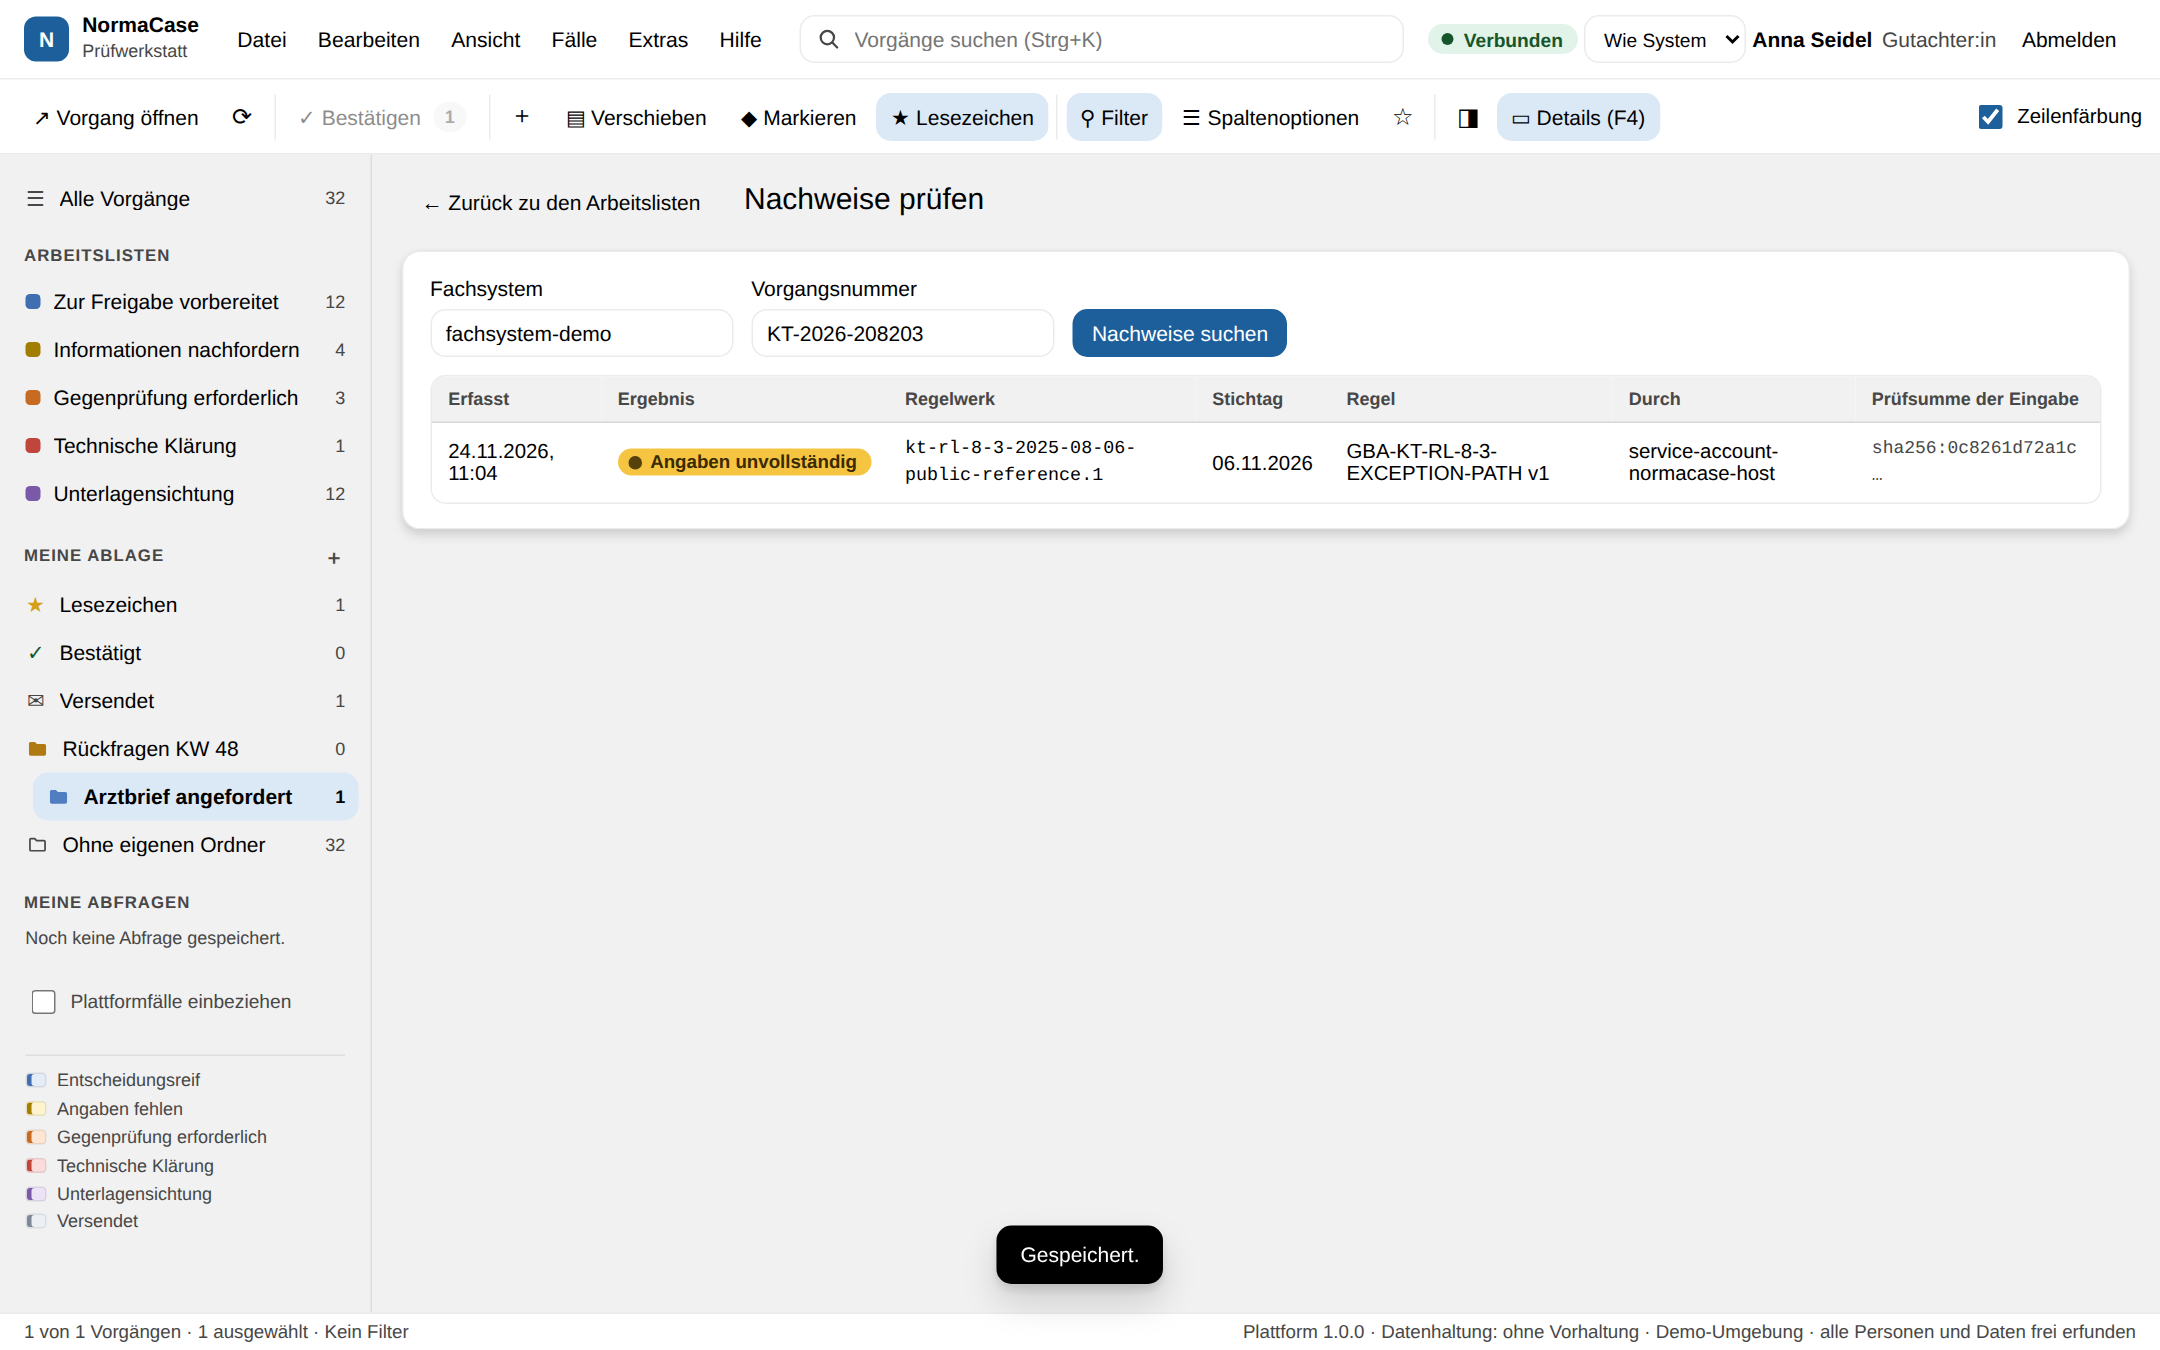 N
NormaCase
Prüfwerkstatt
Datei
Bearbeiten
Ansicht
Fälle
Extras
Hilfe
Vorgänge suchen (Strg+K)
Verbunden
Wie System
Anna Seidel Gutachter:in
Abmelden
↗ Vorgang öffnen
⟳
✓ Bestätigen 1
+
▤ Verschieben
◆ Markieren
★ Lesezeichen
⚲ Filter
☰ Spaltenoptionen
☆
◨
▭ Details (F4)
Zeilenfärbung
☰ Alle Vorgänge 32
ARBEITSLISTEN
Zur Freigabe vorbereitet 12
Informationen nachfordern 4
Gegenprüfung erforderlich 3
Technische Klärung 1
Unterlagensichtung 12
MEINE ABLAGE +
★ Lesezeichen 1
✓ Bestätigt 0
✉ Versendet 1
Rückfragen KW 48 0
Arztbrief angefordert 1
Ohne eigenen Ordner 32
MEINE ABFRAGEN
Noch keine Abfrage gespeichert.
Plattformfälle einbeziehen
Entscheidungsreif
Angaben fehlen
Gegenprüfung erforderlich
Technische Klärung
Unterlagensichtung
Versendet
← Zurück zu den Arbeitslisten
Nachweise prüfen
Fachsystem
fachsystem-demo
Vorgangsnummer
KT-2026-208203
Nachweise suchen
Erfasst
Ergebnis
Regelwerk
Stichtag
Regel
Durch
Prüfsumme der Eingabe
24.11.2026,
11:04
Angaben unvollständig
kt-rl-8-3-2025-08-06-
public-reference.1
06.11.2026
GBA-KT-RL-8-3-
EXCEPTION-PATH v1
service-account-
normacase-host
sha256:0c8261d72a1c
…
Gespeichert.
1 von 1 Vorgängen · 1 ausgewählt · Kein Filter
Plattform 1.0.0 · Datenhaltung: ohne Vorhaltung · Demo-Umgebung · alle Personen und Daten frei erfunden